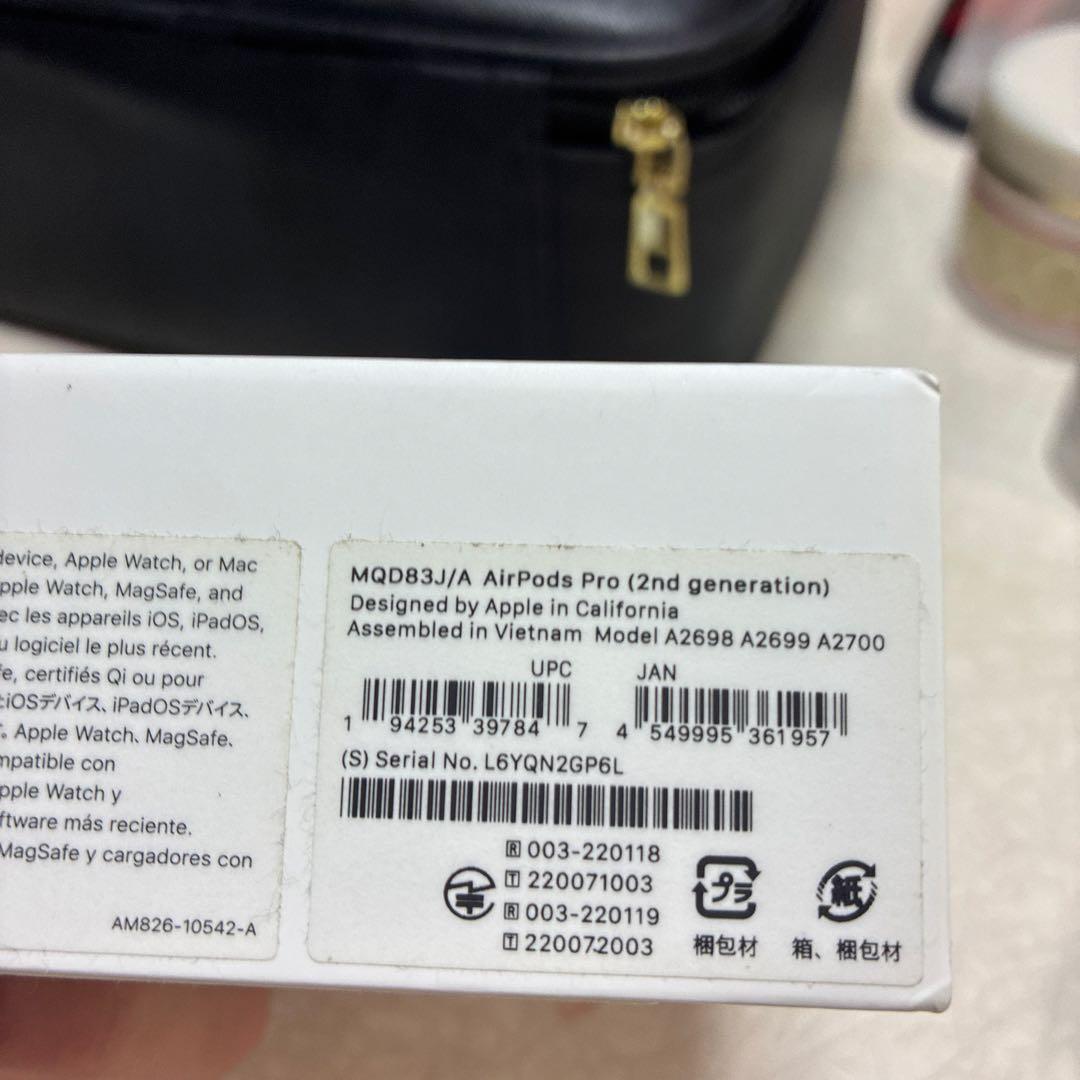 device, Apple Watch, or Mac
Apple Watch, MagSafe, and
ec les appareils iOS, iPadOS,
u logiciel le plus récent.
fe, certifiés Qi ou pour
iOSデバイス、iPadOSデバイス、
Apple Watch、MagSafe、
mpatible con
Apple Watch y
ftware más reciente.
MagSafe y cargadores con
AM826-10542-A
MQD83J/A AirPods Pro (2nd generation)
Designed by Apple in California
Assembled in Vietnam Model A2698 A2699 A2700
UPC JAN
1 94253 39784 7 4 549995 361957
(S) Serial No. L6YQN2GP6L
R 003-220118
T 220071003
R 003-220119
T 220072003
プラ
紙
梱包材 箱、梱包材